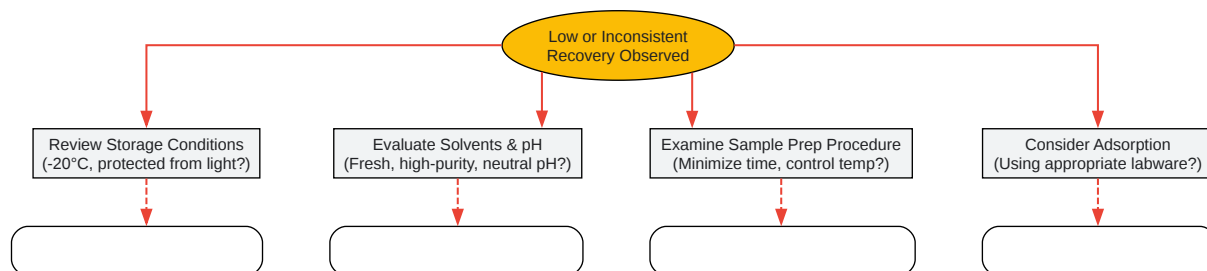 Low or Inconsistent
Recovery Observed
Review Storage Conditions
(-20°C, protected from light?)
Evaluate Solvents & pH
(Fresh, high-purity, neutral pH?)
Examine Sample Prep Procedure
(Minimize time, control temp?)
Consider Adsorption
(Using appropriate labware?)